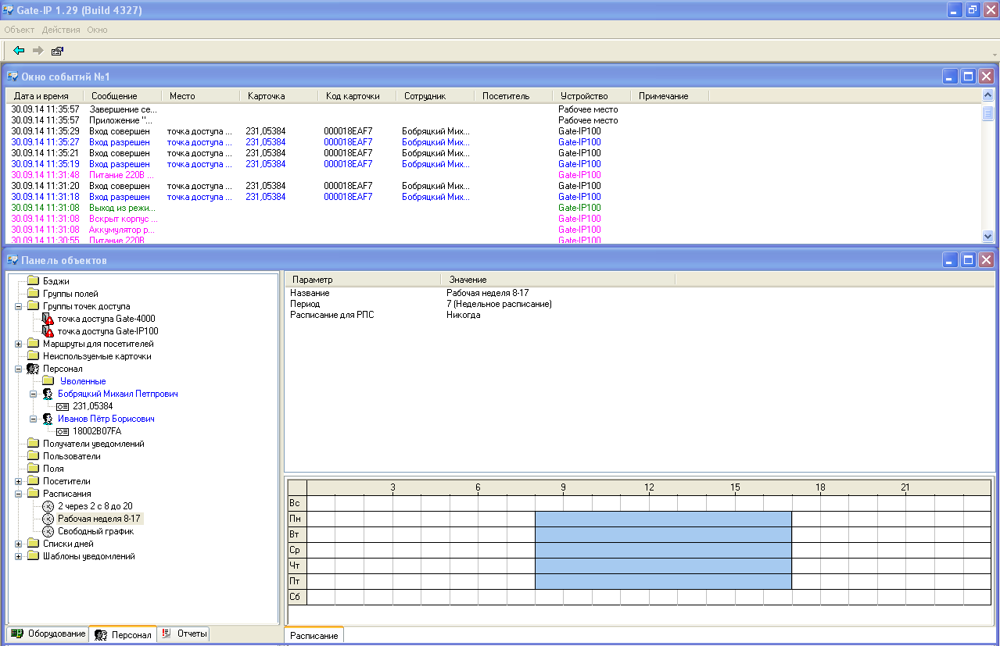 Gate-IP 1.29 (Build 4327)
Объект Действия Окно
Окно событий №1
Дата и время Сообщение Место Карточка Код карточки Сотрудник Посетитель Устройство Примечание
30.09.14 11:35:57 Завершение се... Рабочее место
30.09.14 11:35:57 Приложение "... Рабочее место
30.09.14 11:35:29 Вход совершен точка доступа ... 231,05384 000018EAF7 Бобряцкий Мих... Gate-IP100
30.09.14 11:35:27 Вход разрешен точка доступа ... 231,05384 000018EAF7 Бобряцкий Мих... Gate-IP100
30.09.14 11:35:21 Вход совершен точка доступа ... 231,05384 000018EAF7 Бобряцкий Мих... Gate-IP100
30.09.14 11:35:19 Вход разрешен точка доступа ... 231,05384 000018EAF7 Бобряцкий Мих... Gate-IP100
30.09.14 11:31:48 Питание 220В ... Gate-IP100
30.09.14 11:31:20 Вход совершен точка доступа ... 231,05384 000018EAF7 Бобряцкий Мих... Gate-IP100
30.09.14 11:31:18 Вход разрешен точка доступа ... 231,05384 000018EAF7 Бобряцкий Мих... Gate-IP100
30.09.14 11:31:08 Выход из режи... Gate-IP100
30.09.14 11:31:08 Вскрыт корпус ... Gate-IP100
30.09.14 11:31:08 Аккумулятор р... Gate-IP100
30.09.14 11:30:55 Питание 220В Gate-IP100
Панель объектов
Бэджи
Группы полей
Группы точек доступа
точка доступа Gate-4000
точка доступа Gate-IP100
Маршруты для посетителей
Неиспользуемые карточки
Персонал
Уволенные
Бобряцкий Михаил Петпрович
231,05384
Иванов Пётр Борисович
18002B07FA
Получатели уведомлений
Пользователи
Поля
Посетители
Расписания
2 через 2 с 8 до 20
Рабочая неделя 8-17
Свободный график
Списки дней
Шаблоны уведомлений
Оборудование Персонал Отчеты
Параметр Значение
Название Рабочая неделя 8-17
Период 7 (Недельное расписание)
Расписание для РПС Никогда
3 6 9 12 15 18 21
Вс
Пн
Вт
Ср
Чт
Пт
Сб
Расписание